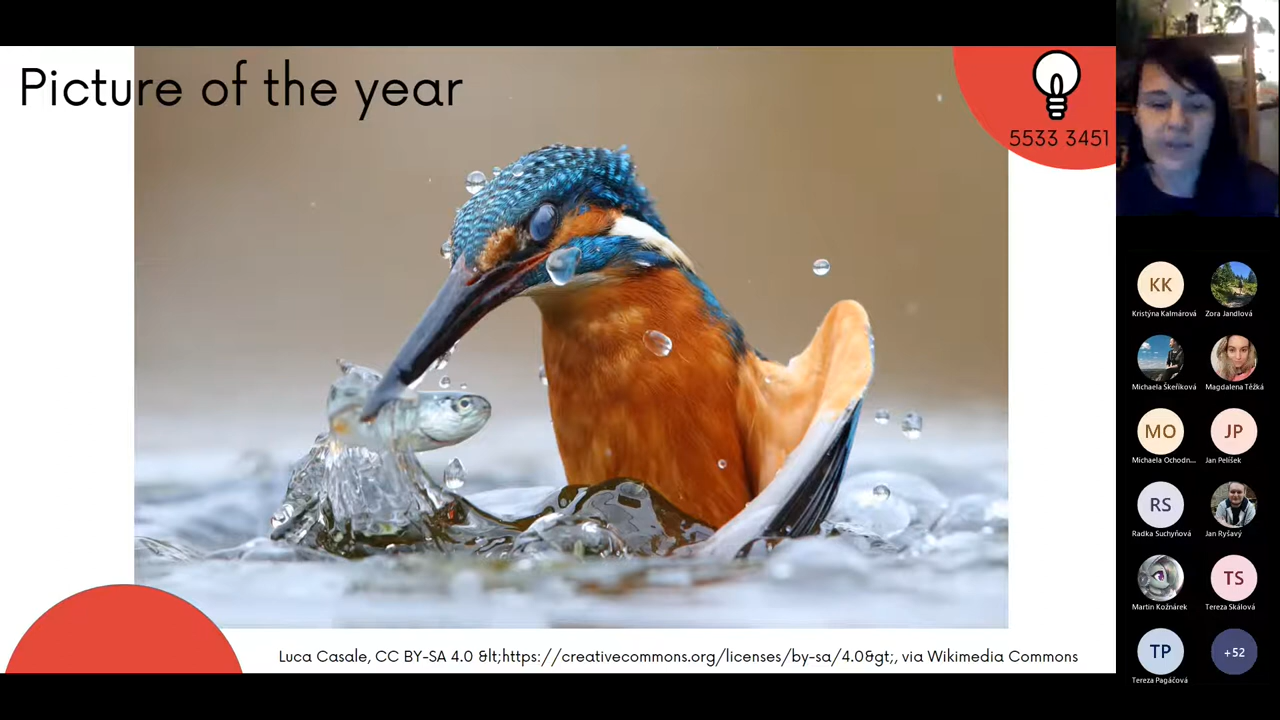 Picture of the year
5533 3451
Luca Casale, CC BY-SA 4.0 &lt;https://creativecommons.org/licenses/by-sa/4.0&gt;, via Wikimedia Commons
KK
Kristýna Kalmárová
Zora Jandlová
Michaela Škeříková
Magdalena Těžká
MO
Michaela Ochodn...
JP
Jan Pelíšek
RS
Radka Suchyňová
Jan Ryšavý
Martin Kožnárek
TS
Tereza Skálová
TP
Tereza Pagáčová
+52